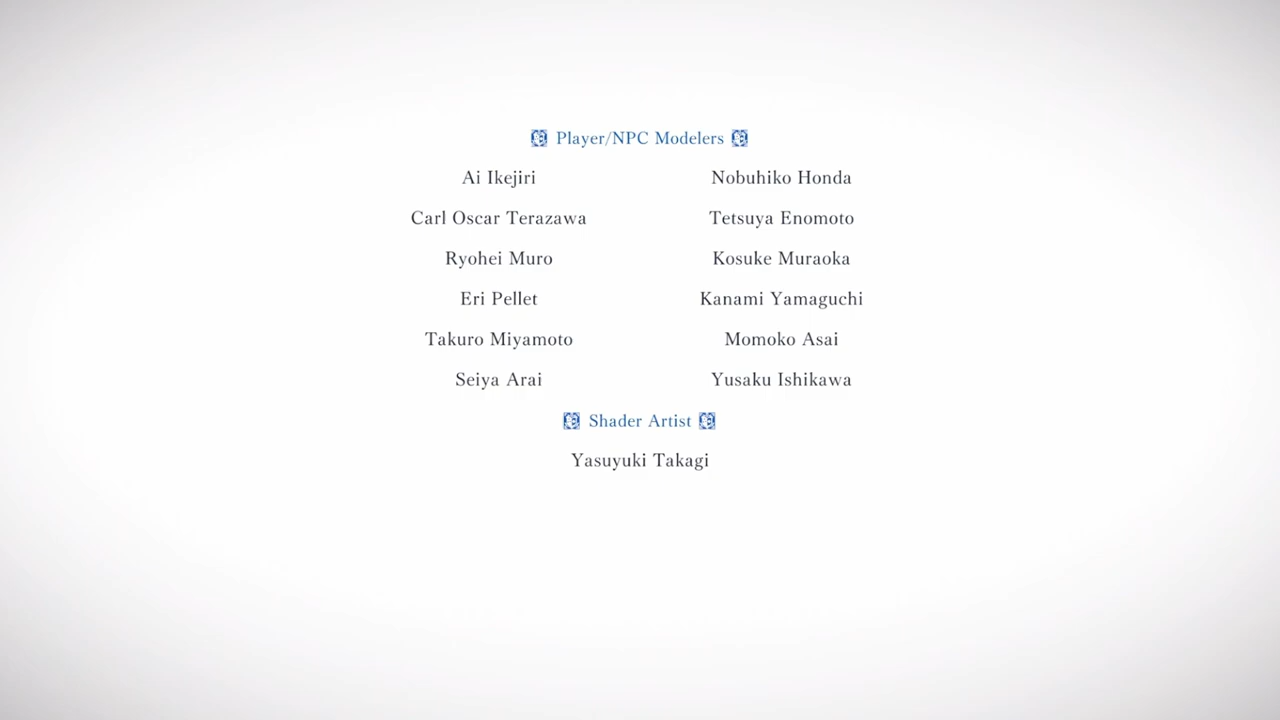 Player/NPC Modelers
Ai Ikejiri Nobuhiko Honda
Carl Oscar Terazawa Tetsuya Enomoto
Ryohei Muro Kosuke Muraoka
Eri Pellet Kanami Yamaguchi
Takuro Miyamoto Momoko Asai
Seiya Arai Yusaku Ishikawa
Shader Artist
Yasuyuki Takagi